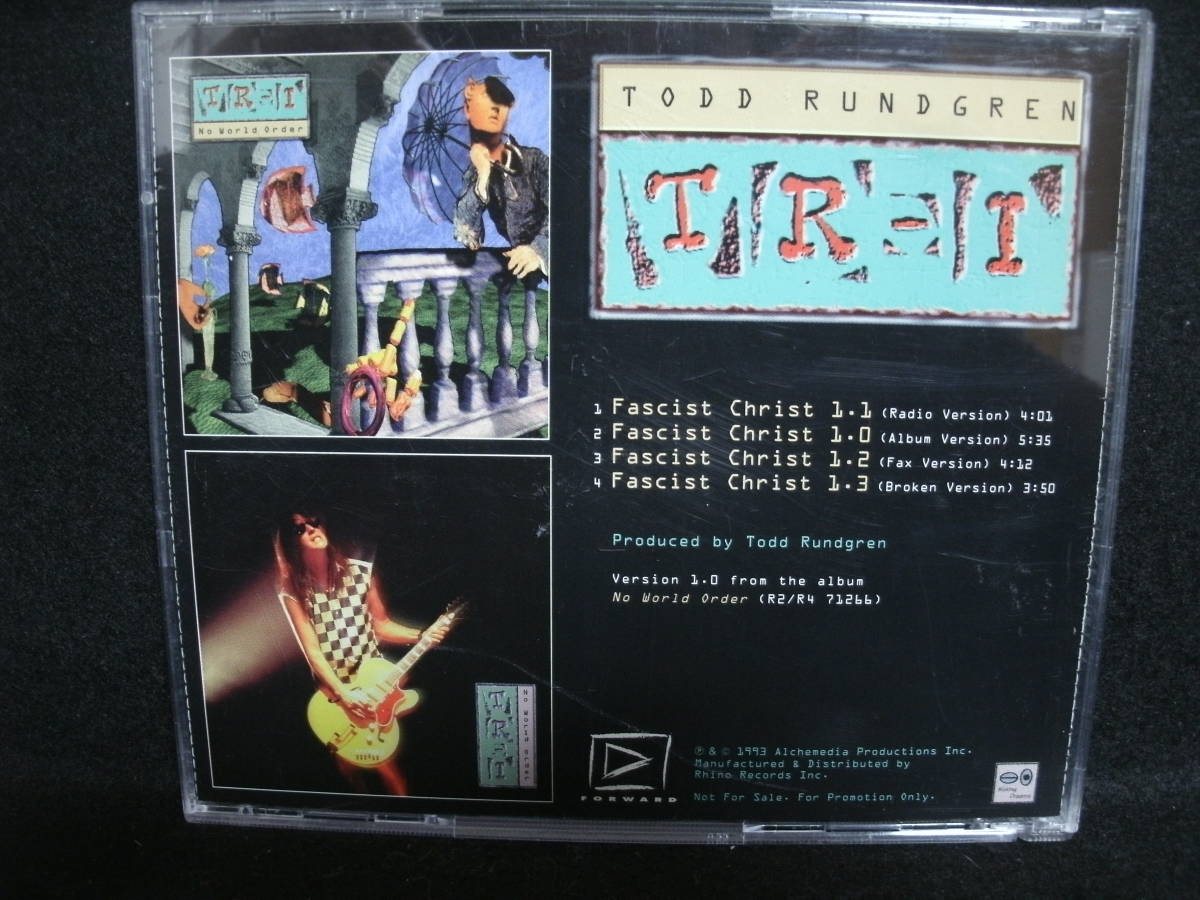 TR-I
No World Order
TODD RUNDGREN
TR-I
1 Fascist Christ 1.1 (Radio Version) 4:01
2 Fascist Christ 1.0 (Album Version) 5:35
3 Fascist Christ 1.2 (Fax Version) 4:12
4 Fascist Christ 1.3 (Broken Version) 3:50
Produced by Todd Rundgren
Version 1.0 from the album
No World Order (R2/R4 71266)
TR-I
No World Order
FORWARD
℗ & © 1993 Alchemedia Productions Inc.
Manufactured & Distributed by
Rhino Records Inc.
Not For Sale. For Promotion Only.